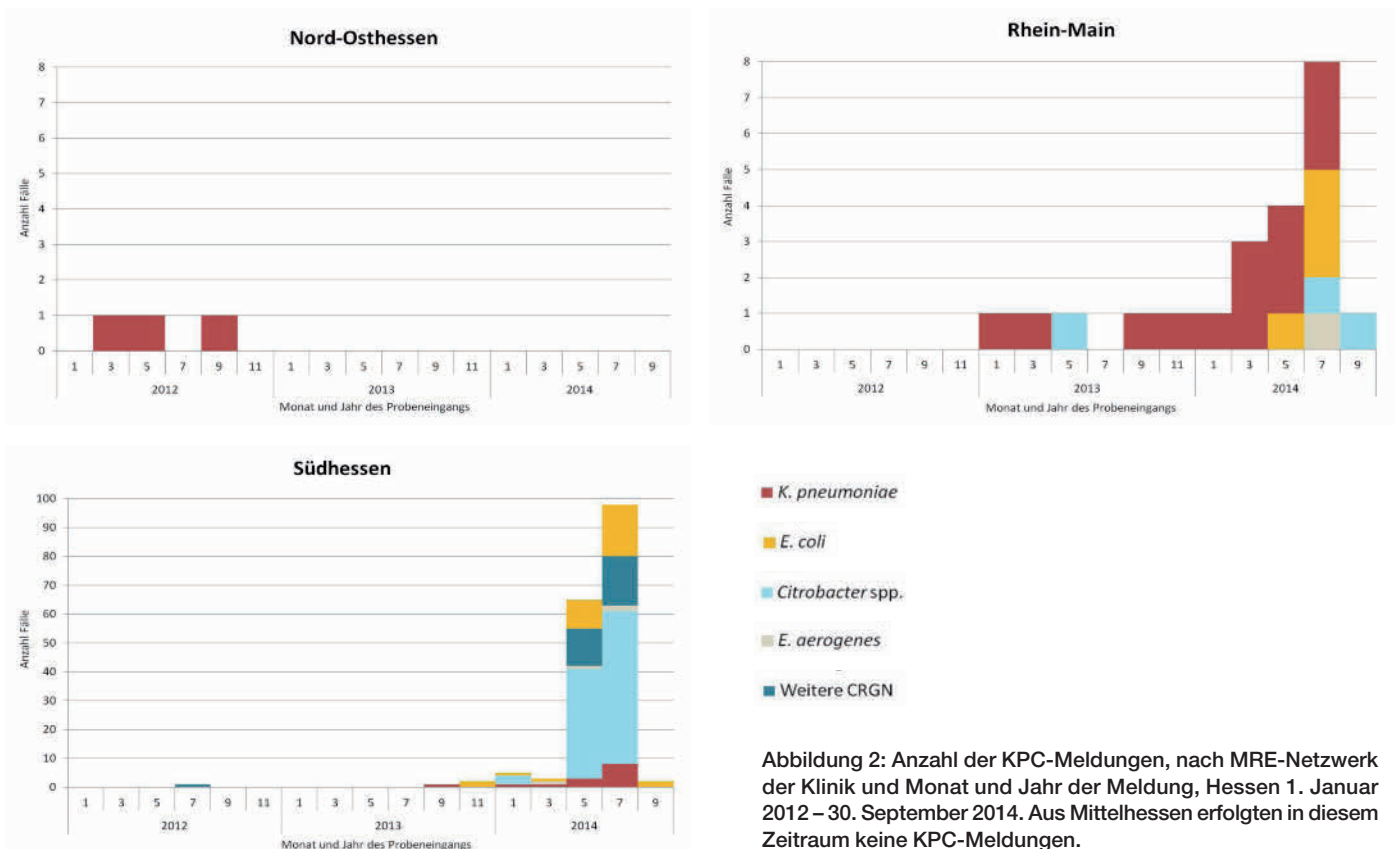 Nord-Osthessen
8
7
6
5
4
3
2
1
0
Anzahl Fälle
1 3 5 7 9 11 1 3 5 7 9 11 1 3 5 7 9
2012 2013 2014
Monat und Jahr des Probeneingangs
Rhein-Main
8
7
6
5
4
3
2
1
0
Anzahl Fälle
1 3 5 7 9 11 1 3 5 7 9 11 1 3 5 7 9
2012 2013 2014
Monat und Jahr des Probeneingangs
Südhessen
100
90
80
70
60
50
40
30
20
10
0
Anzahl Fälle
1 3 5 7 9 11 1 3 5 7 9 11 1 3 5 7 9
2012 2013 2014
Monat und Jahr des Probeneingangs
K. pneumoniae
E. coli
Citrobacter spp.
E. aerogenes
Weitere CRGN
Abbildung 2: Anzahl der KPC-Meldungen, nach MRE-Netzwerk
der Klinik und Monat und Jahr der Meldung, Hessen 1. Januar
2012 – 30. September 2014. Aus Mittelhessen erfolgten in diesem
Zeitraum keine KPC-Meldungen.